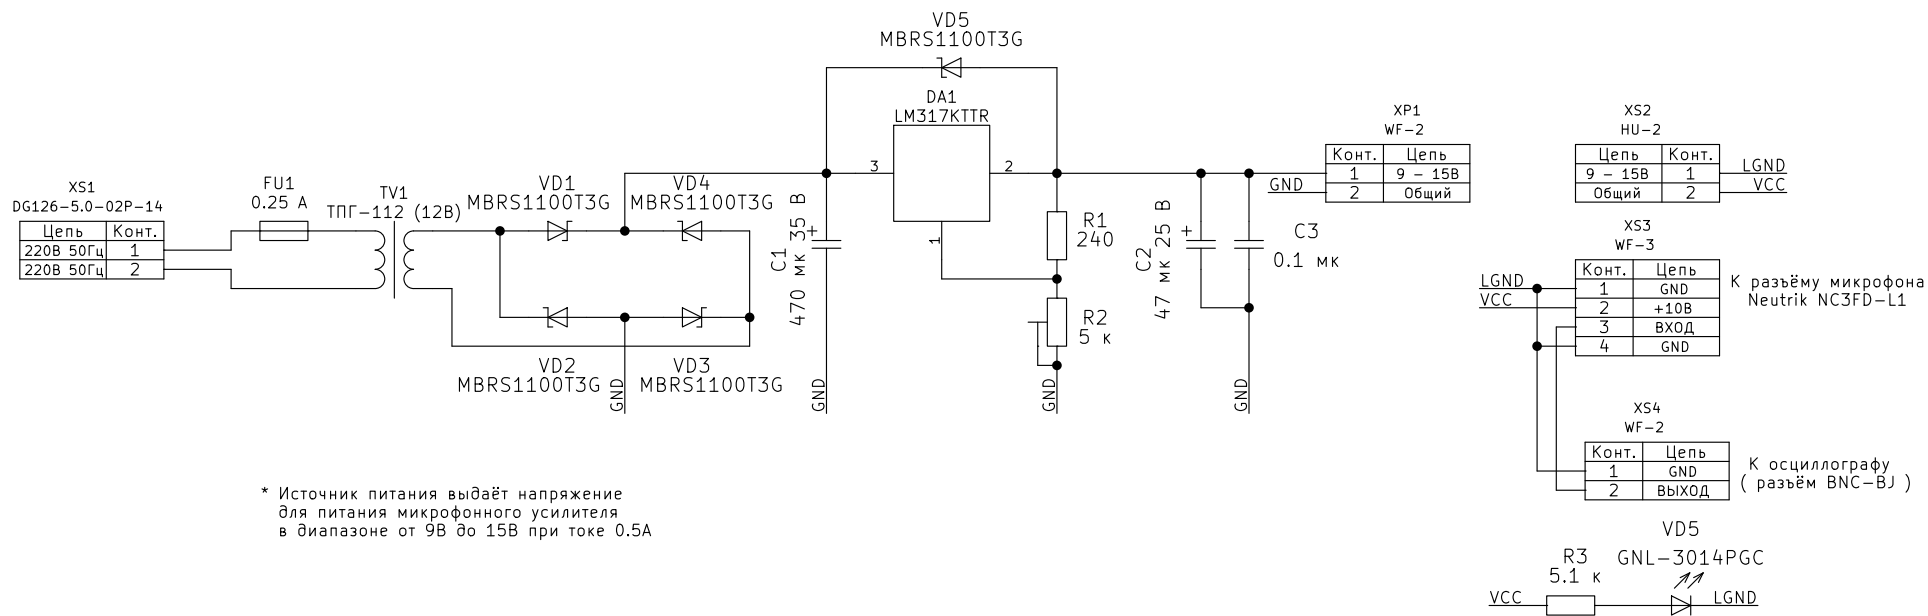 VD5
MBRS1100T3G
DA1
LM317KTTR
3
2
1
XS1
DG126-5.0-02P-14
Цепь Конт.
220В 50Гц 1
220В 50Гц 2
FU1
0.25 А
TV1
ТПГ-112 (12В)
VD1
MBRS1100T3G
VD4
MBRS1100T3G
VD2
MBRS1100T3G
VD3
MBRS1100T3G
GND
C1
470 мк 35 В
+
GND
R1
240
R2
5 к
GND
C2
47 мк 25 В
+
C3
0.1 мк
GND
XP1
WF-2
Конт. Цепь
1 9 - 15В
2 Общий
GND
XS2
HU-2
Цепь Конт.
9 - 15В 1
Общий 2
LGND
VCC
XS3
WF-3
Конт. Цепь
1 GND
2 +10В
3 ВХОД
4 GND
LGND
VCC
К разъёму микрофона
Neutrik NC3FD-L1
XS4
WF-2
Конт. Цепь
1 GND
2 ВЫХОД
К осциллографу
( разъём BNC-BJ )
* Источник питания выдаёт напряжение
для питания микрофонного усилителя
в диапазоне от 9В до 15В при токе 0.5А
VD5
GNL-3014PGC
R3
5.1 к
VCC
LGND